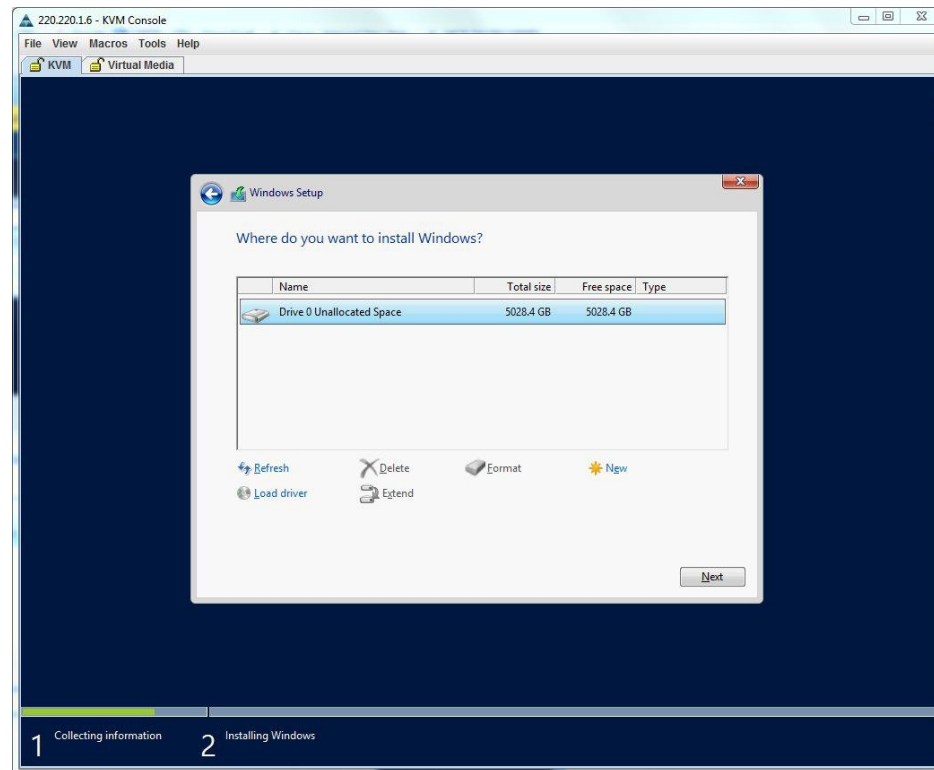 220.220.1.6 - KVM Console
File View Macros Tools Help
KVM Virtual Media
Windows Setup
Where do you want to install Windows?
Name Total size Free space Type
Drive 0 Unallocated Space 5028.4 GB 5028.4 GB
Refresh Delete Format New
Load driver Extend
Next
1 Collecting information 2 Installing Windows